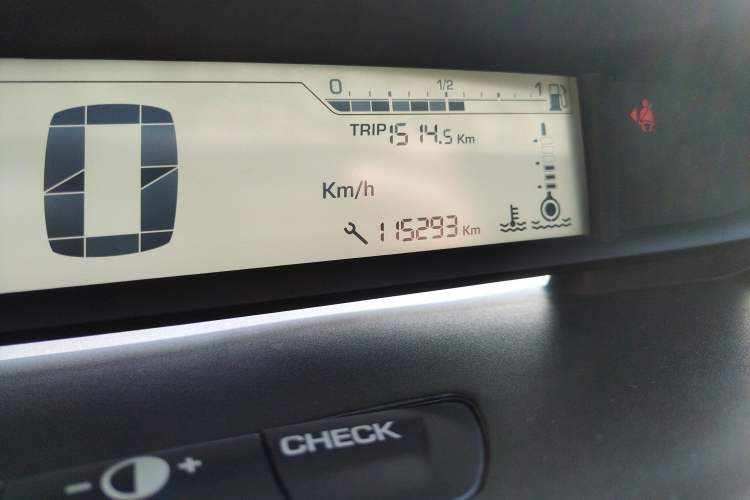 0 1/2 1
TRIP 1514.5 Km
0
Km/h
115293 Km
- +
CHECK